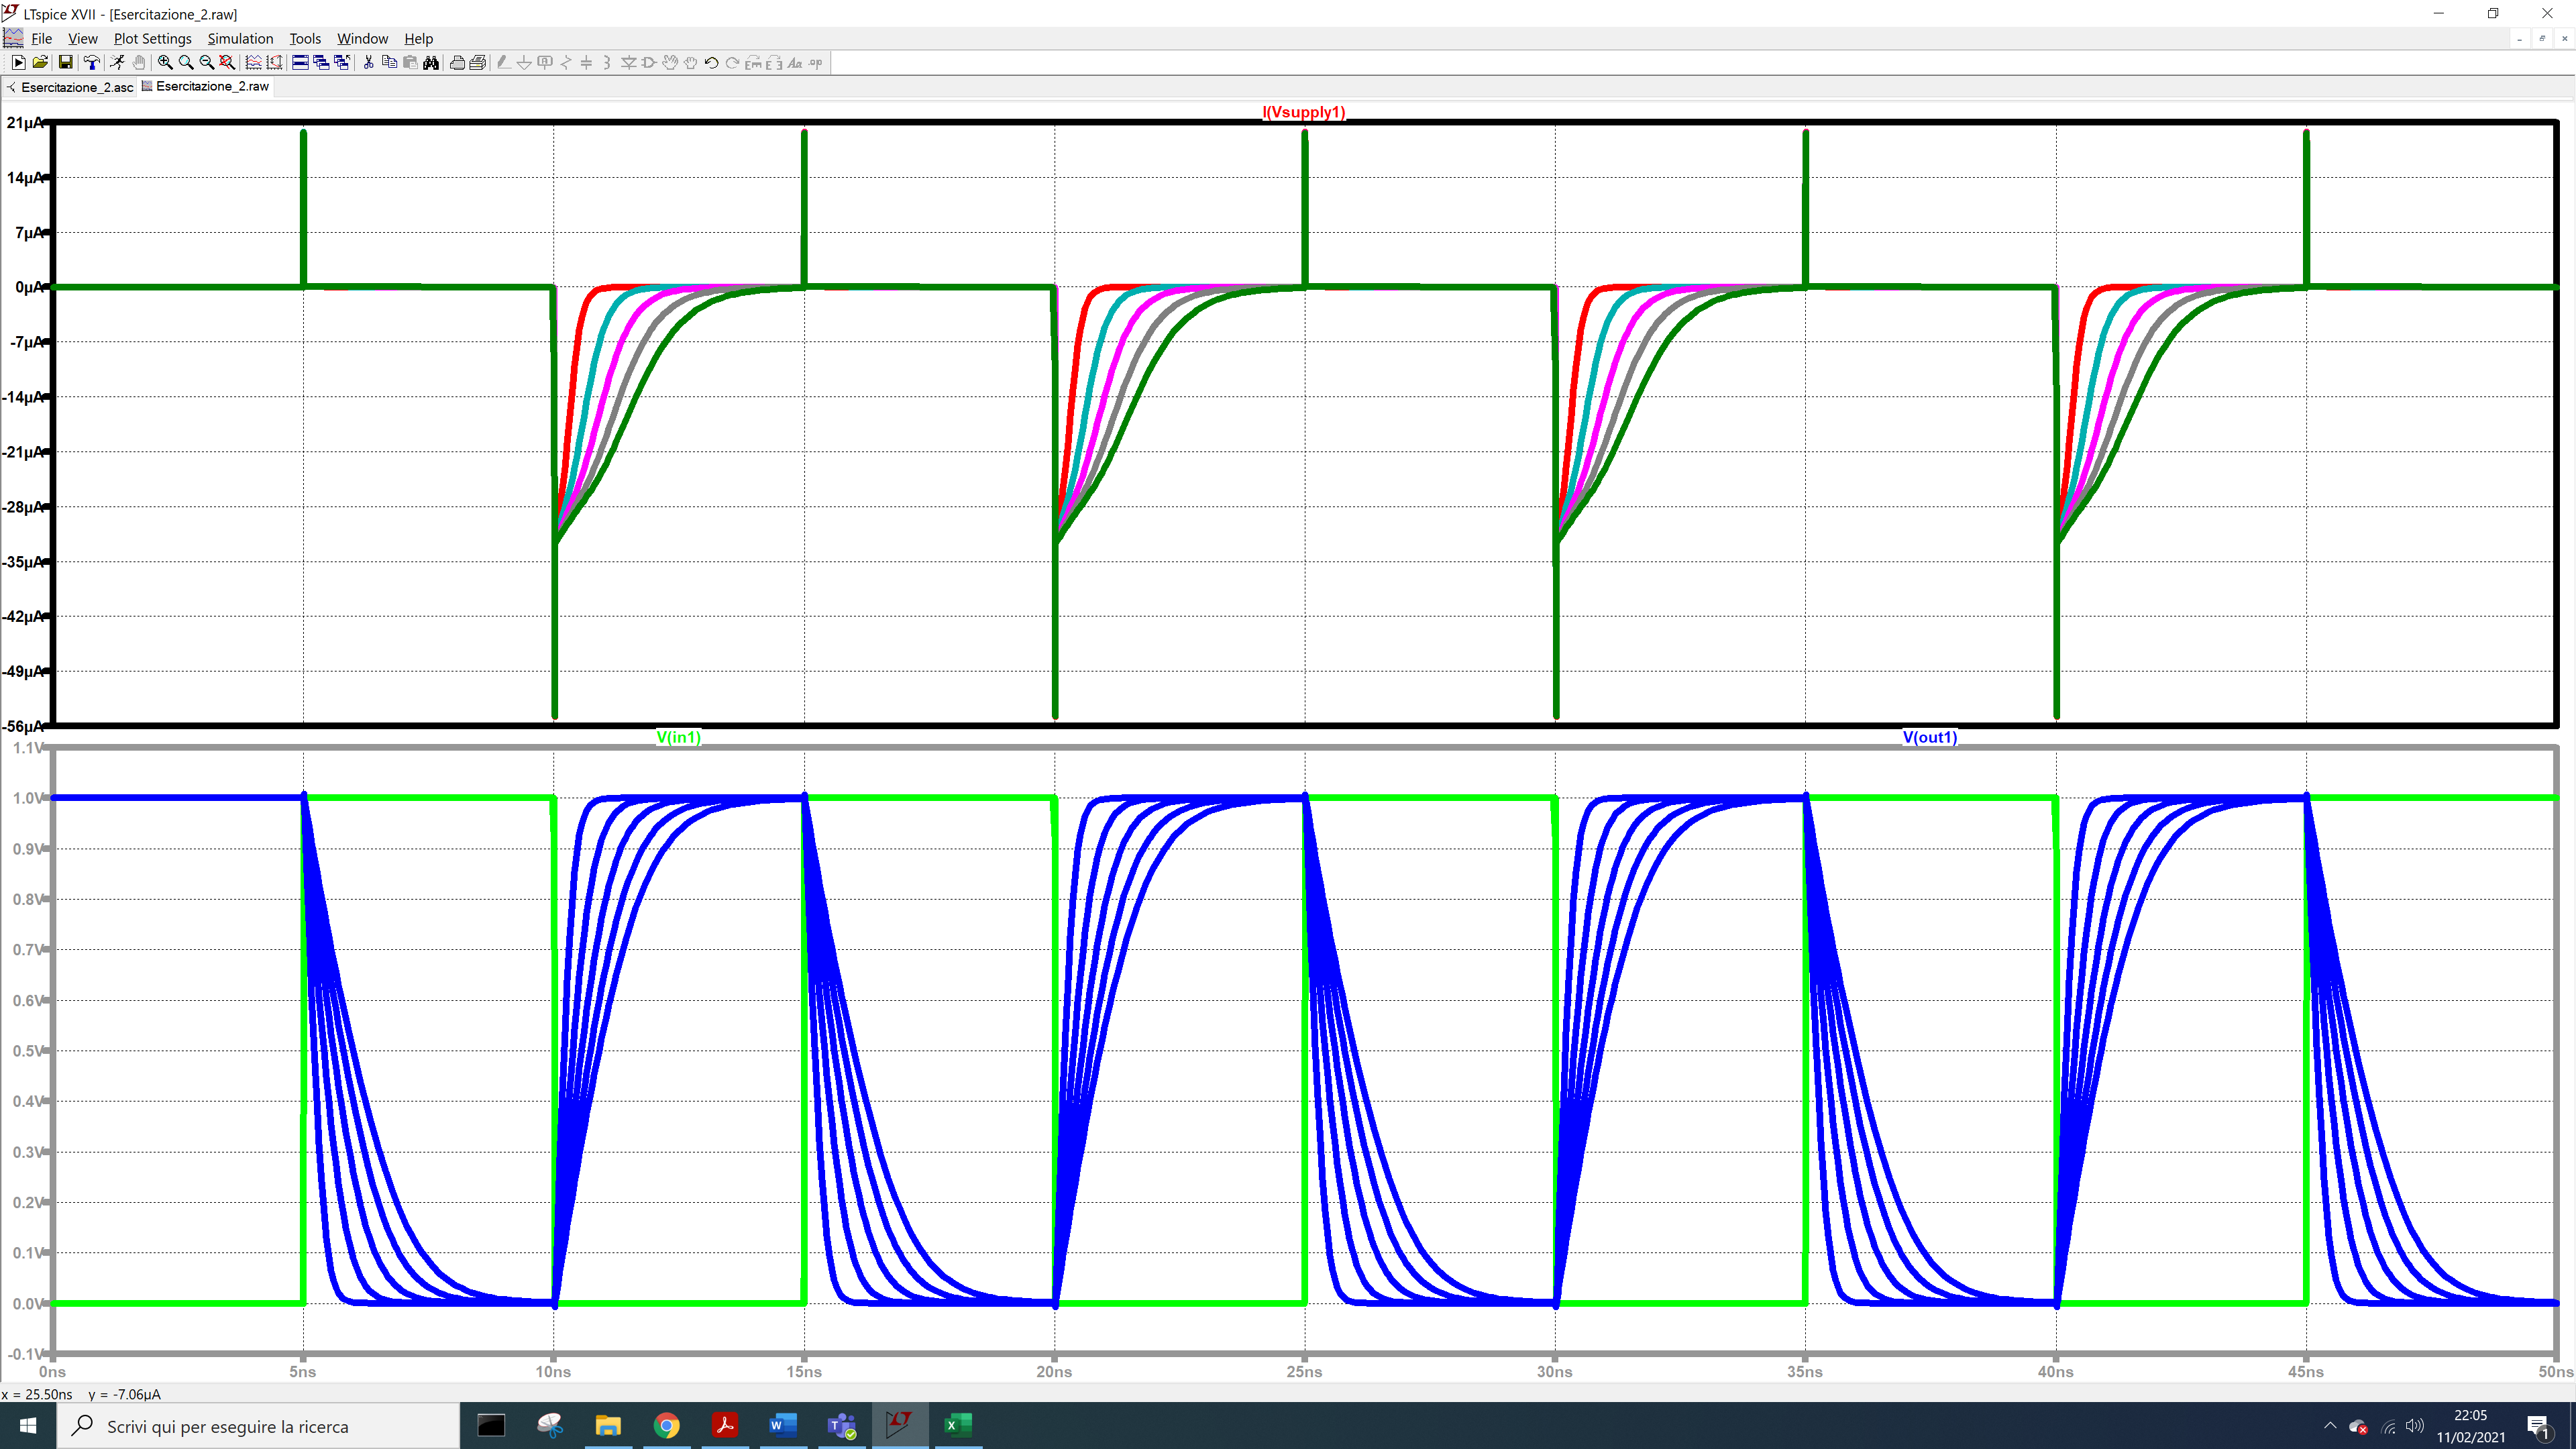 LTspice XVII - [Esercitazione_2.raw]
File View Plot Settings Simulation Tools Window Help
Esercitazione_2.asc Esercitazione_2.raw
I(Vsupply1)
21µA
14µA
7µA
0µA
-7µA
-14µA
-21µA
-28µA
-35µA
-42µA
-49µA
-56µA
V(in1) V(out1)
1.1V
1.0V
0.9V
0.8V
0.7V
0.6V
0.5V
0.4V
0.3V
0.2V
0.1V
0.0V
-0.1V
0ns 5ns 10ns 15ns 20ns 25ns 30ns 35ns 40ns 45ns 50ns
x = 25.50ns y = -7.06µA
Scrivi qui per eseguire la ricerca
22:05
11/02/2021
1